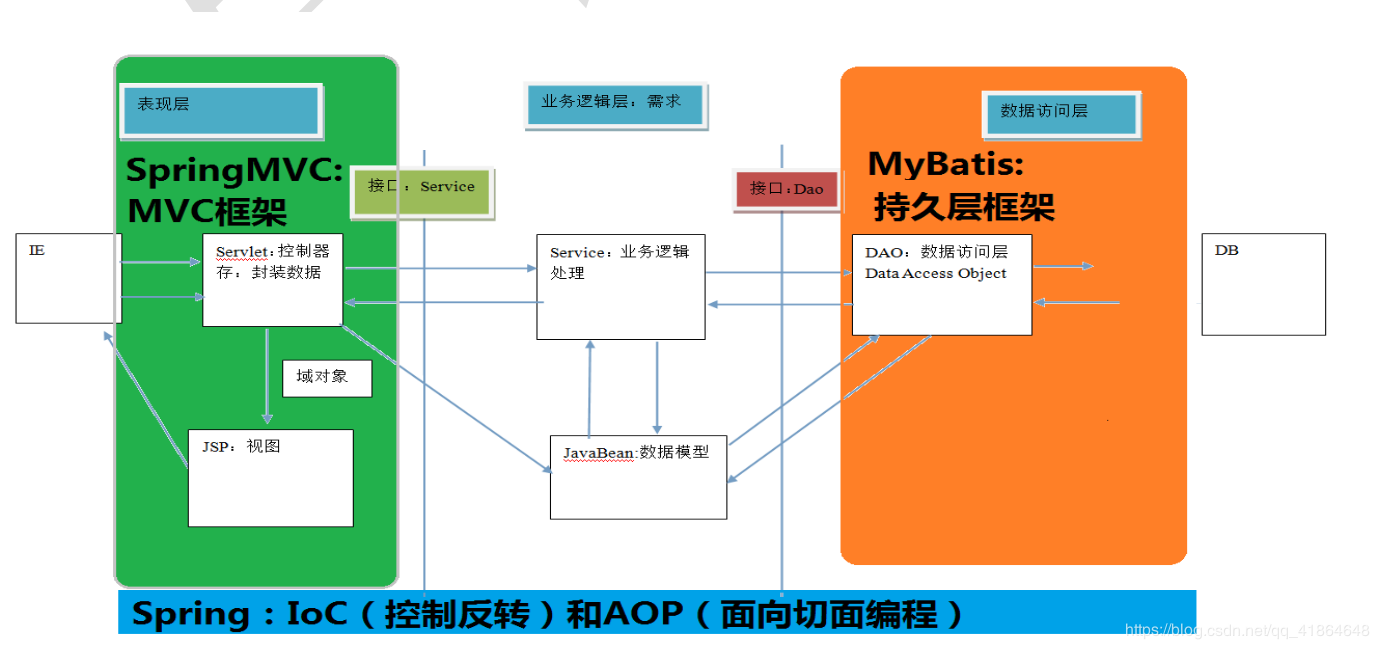 表现层
业务逻辑层：需求
数据访问层
SpringMVC:
MVC框架
接口：Service
接口：Dao
MyBatis:
持久层框架
IE
Servlet：控制器
存：封装数据
Service：业务逻辑
处理
DAO：数据访问层
Data Access Object
DB
域对象
JSP：视图
JavaBean:数据模型
Spring：IoC（控制反转）和AOP（面向切面编程）
https://blog.csdn.net/qq_41864648